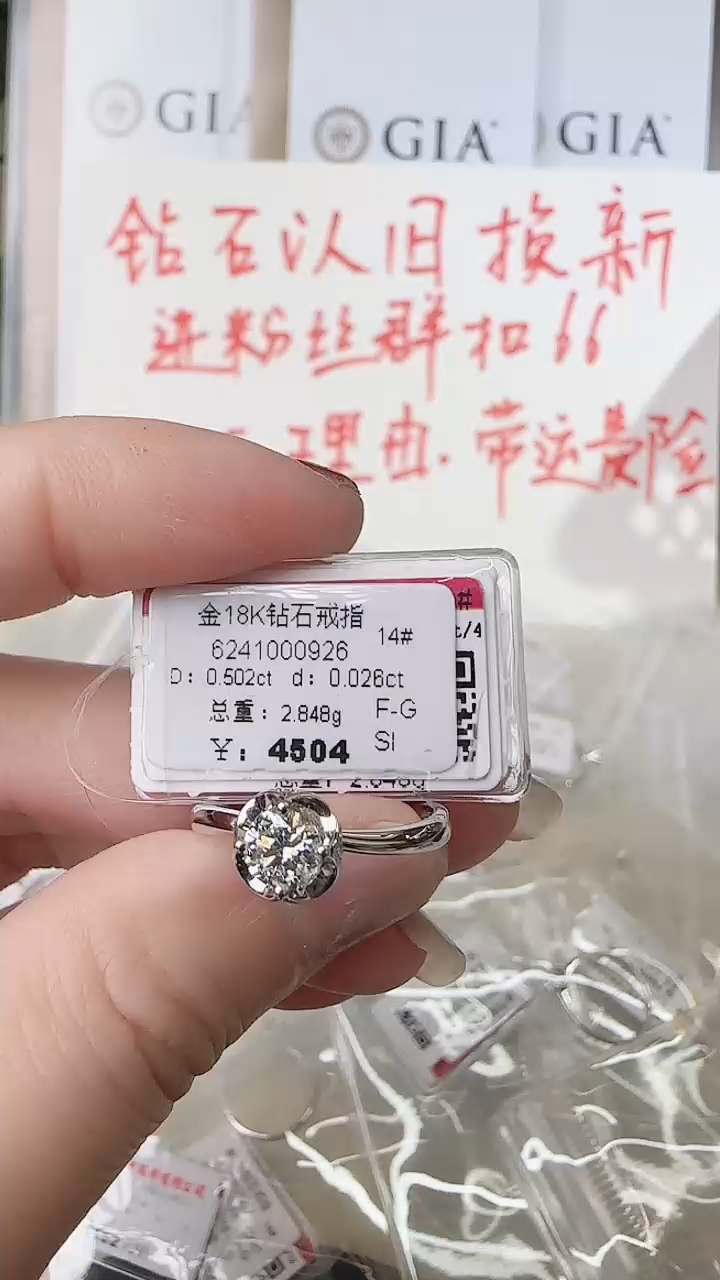 GIA
GIA
GIA
钻石以旧换新
进粉丝群扣66
理由.带运费险
金18K钻石戒指
14#
6241000926
D: 0.502ct d: 0.026ct
总重: 2.848g F-G
¥: 4504 SI